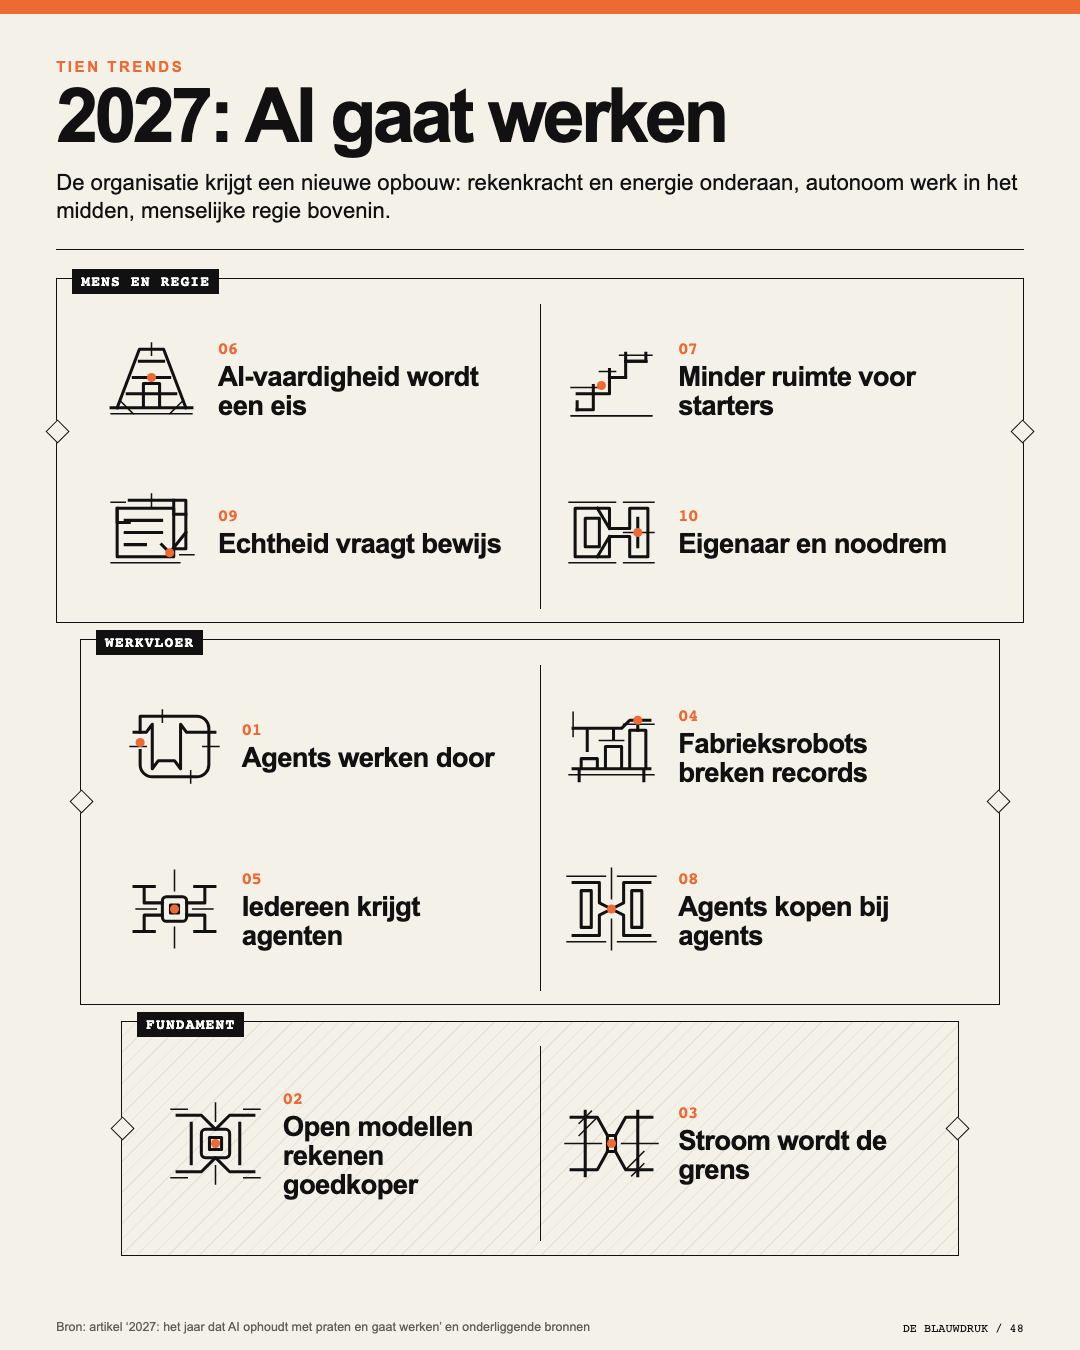 TIEN TRENDS
2027: AI gaat werken
De organisatie krijgt een nieuwe opbouw: rekenkracht en energie onderaan, autonoom werk in het
midden, menselijke regie bovenin.
MENS EN REGIE
06
AI-vaardigheid wordt
een eis
07
Minder ruimte voor
starters
09
Echtheid vraagt bewijs
10
Eigenaar en noodrem
WERKVLOER
01
Agents werken door
04
Fabrieksrobots
breken records
05
Iedereen krijgt
agenten
08
Agents kopen bij
agents
FUNDAMENT
02
Open modellen
rekenen
goedkoper
03
Stroom wordt de
grens
Bron: artikel ‘2027: het jaar dat AI ophoudt met praten en gaat werken’ en onderliggende bronnen
DE BLAUWDRUK / 48